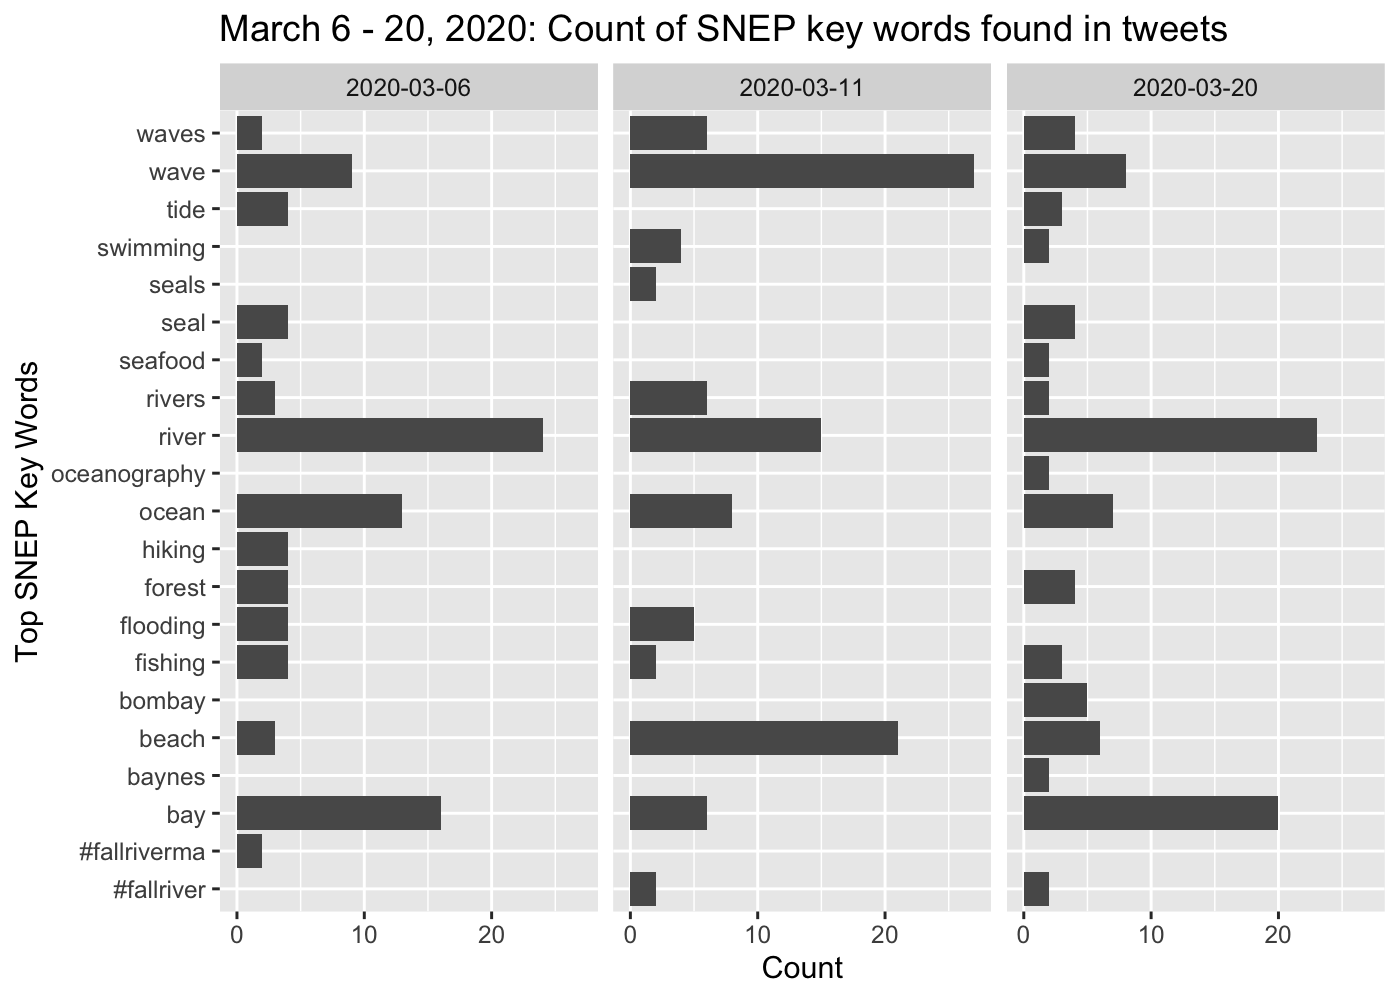 March 6 - 20, 2020: Count of SNEP key words found in tweets
2020-03-06 2020-03-11 2020-03-20
Top SNEP Key Words
waves
wave
tide
swimming
seals
seal
seafood
rivers
river
oceanography
ocean
hiking
forest
flooding
fishing
bombay
beach
baynes
bay
#fallriverma
#fallriver
0 10 20 0 10 20 0 10 20
Count